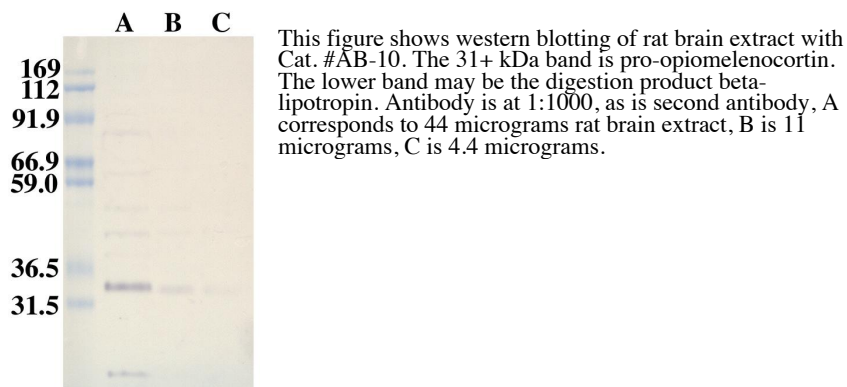 A B C
169
112
91.9
66.9
59.0
36.5
31.5
This figure shows western blotting of rat brain extract with
Cat. #AB-10. The 31+ kDa band is pro-opiomelenocortin.
The lower band may be the digestion product beta-
lipotropin. Antibody is at 1:1000, as is second antibody, A
corresponds to 44 micrograms rat brain extract, B is 11
micrograms, C is 4.4 micrograms.